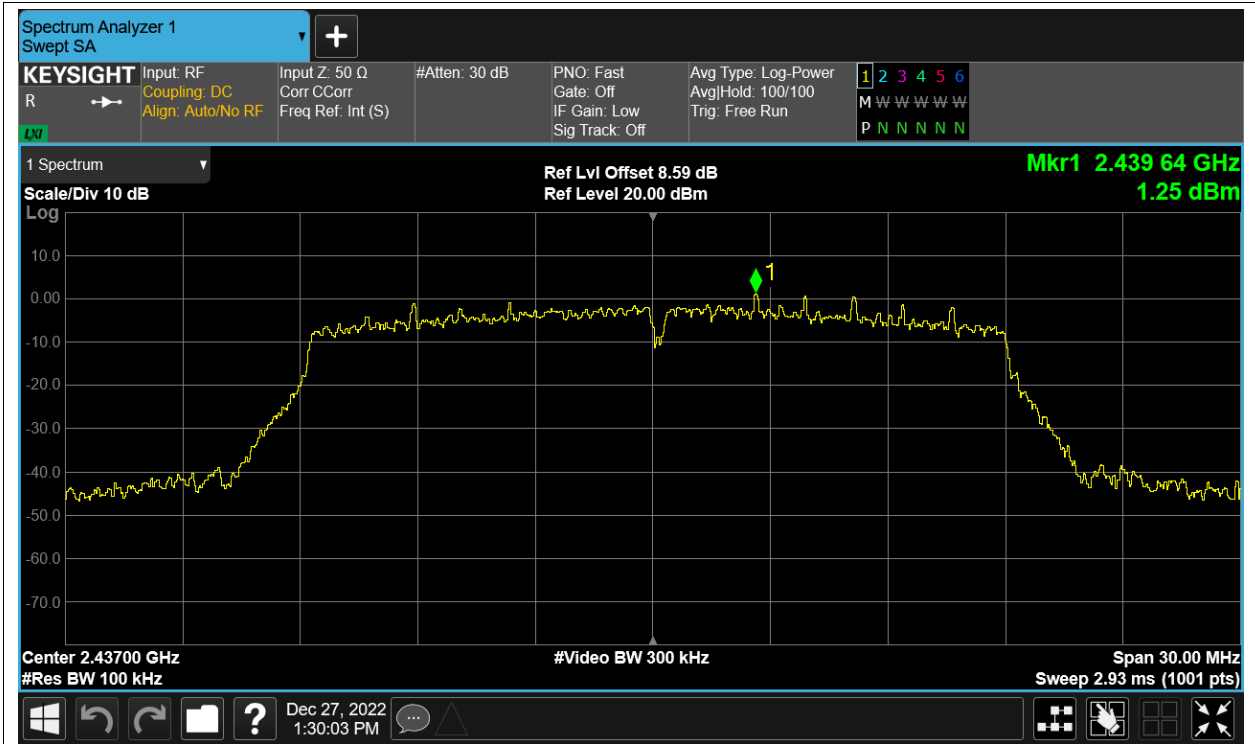 Spectrum Analyzer 1
Swept SA
KEYSIGHT
R
LXI
Input: RF
Coupling: DC
Align: Auto/No RF
Input Z: 50 Ω
Corr CCorr
Freq Ref: Int (S)
#Atten: 30 dB
PNO: Fast
Gate: Off
IF Gain: Low
Sig Track: Off
Avg Type: Log-Power
Avg|Hold: 100/100
Trig: Free Run
1 2 3 4 5 6
M W W W W W W
P N N N N N N
1 Spectrum
Scale/Div 10 dB
Log
Ref Lvl Offset 8.59 dB
Ref Level 20.00 dBm
Mkr1 2.439 64 GHz
1.25 dBm
10.0
0.00
-10.0
-20.0
-30.0
-40.0
-50.0
-60.0
-70.0
1
Center 2.43700 GHz
#Res BW 100 kHz
#Video BW 300 kHz
Span 30.00 MHz
Sweep 2.93 ms (1001 pts)
?
Dec 27, 2022
1:30:03 PM